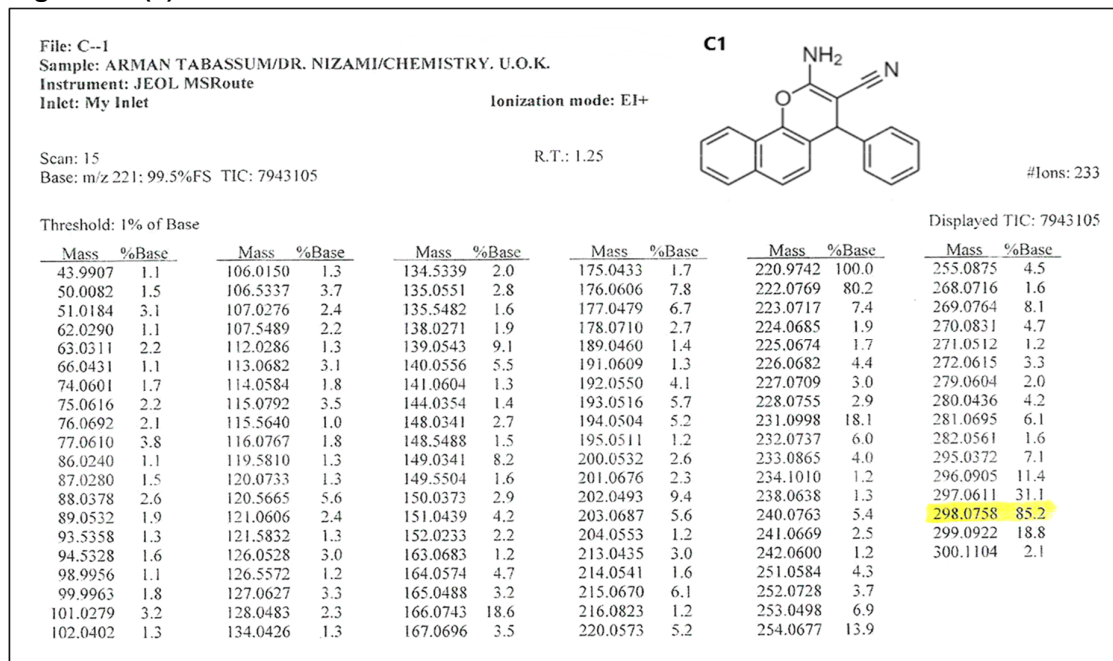 File: C--1
Sample: ARMAN TABASSUM/DR. NIZAMI/CHEMISTRY. U.O.K.
Instrument: JEOL MSRoute
Inlet: My Inlet Ionization mode: EI+
C1
NH2
N
O
Scan: 15 R.T.: 1.25
Base: m/z 221; 99.5%FS TIC: 7943105 #Ions: 233
Threshold: 1% of Base Displayed TIC: 7943105
Mass %Base Mass %Base Mass %Base Mass %Base Mass %Base Mass %Base
43.9907 1.1 106.0150 1.3 134.5339 2.0 175.0433 1.7 220.9742 100.0 255.0875 4.5
50.0082 1.5 106.5337 3.7 135.0551 2.8 176.0606 7.8 222.0769 80.2 268.0716 1.6
51.0184 3.1 107.0276 2.4 135.5482 1.6 177.0479 6.7 223.0717 7.4 269.0764 8.1
62.0290 1.1 107.5489 2.2 138.0271 1.9 178.0710 2.7 224.0685 1.9 270.0831 4.7
63.0311 2.2 112.0286 1.3 139.0543 9.1 189.0460 1.4 225.0674 1.7 271.0512 1.2
66.0431 1.1 113.0682 3.1 140.0556 5.5 191.0609 1.3 226.0682 4.4 272.0615 3.3
74.0601 1.7 114.0584 1.8 141.0604 1.3 192.0550 4.1 227.0709 3.0 279.0604 2.0
75.0616 2.2 115.0792 3.5 144.0354 1.4 193.0516 5.7 228.0755 2.9 280.0436 4.2
76.0692 2.1 115.5640 1.0 148.0341 2.7 194.0504 5.2 231.0998 18.1 281.0695 6.1
77.0610 3.8 116.0767 1.8 148.5488 1.5 195.0511 1.2 232.0737 6.0 282.0561 1.6
86.0240 1.1 119.5810 1.3 149.0341 8.2 200.0532 2.6 233.0865 4.0 295.0372 7.1
87.0280 1.5 120.0733 1.3 149.5504 1.6 201.0676 2.3 234.1010 1.2 296.0905 11.4
88.0378 2.6 120.5665 5.6 150.0373 2.9 202.0493 9.4 238.0638 1.3 297.0611 31.1
89.0532 1.9 121.0606 2.4 151.0439 4.2 203.0687 5.6 240.0763 5.4 298.0758 85.2
93.5358 1.3 121.5832 1.3 152.0233 2.2 204.0553 1.2 241.0669 2.5 299.0922 18.8
94.5328 1.6 126.0528 3.0 163.0683 1.2 213.0435 3.0 242.0600 1.2 300.1104 2.1
98.9956 1.1 126.5572 1.2 164.0574 4.7 214.0541 1.6 251.0584 4.3
99.9963 1.8 127.0627 3.3 165.0488 3.2 215.0670 6.1 252.0728 3.7
101.0279 3.2 128.0483 2.3 166.0743 18.6 216.0823 1.2 253.0498 6.9
102.0402 1.3 134.0426 1.3 167.0696 3.5 220.0573 5.2 254.0677 13.9